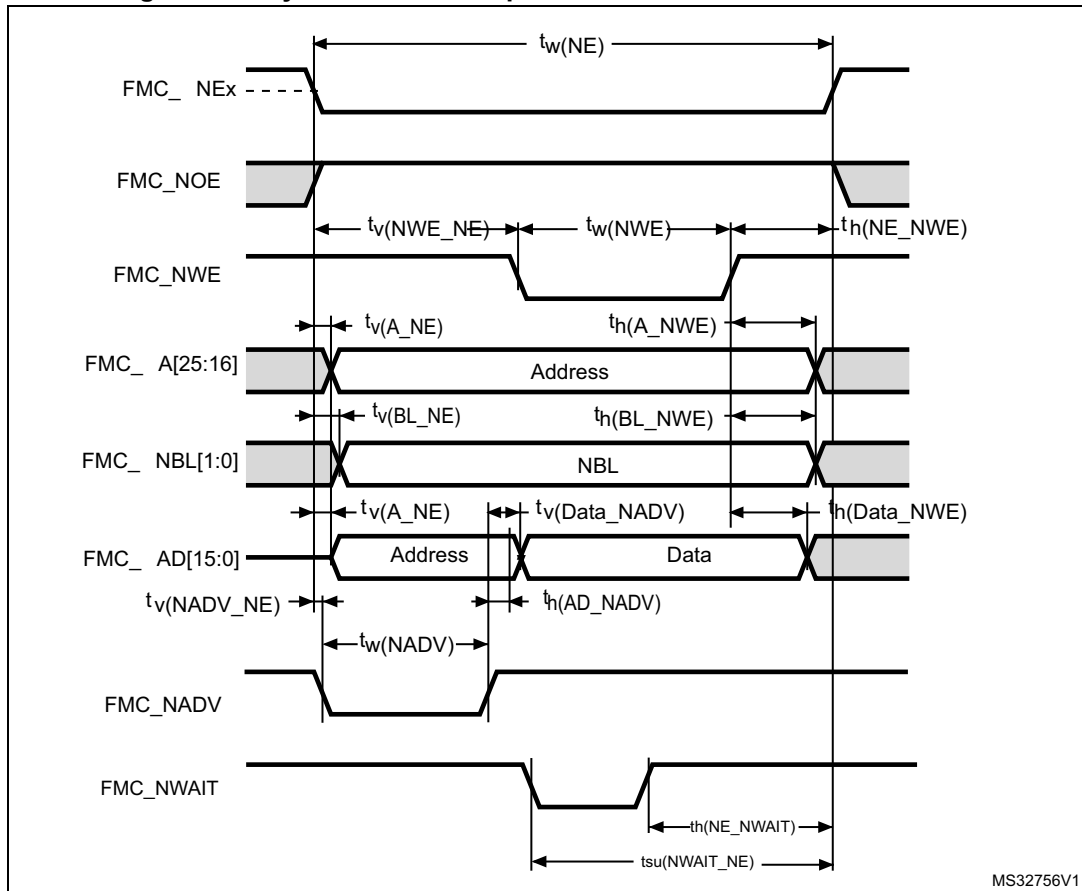 tw(NE)
FMC_ NEx
FMC_NOE
tv(NWE_NE) tw(NWE) th(NE_NWE)
FMC_NWE
tv(A_NE) th(A_NWE)
FMC_ A[25:16] Address
tv(BL_NE) th(BL_NWE)
FMC_ NBL[1:0] NBL
tv(A_NE) tv(Data_NADV) th(Data_NWE)
FMC_ AD[15:0] Address Data
tv(NADV_NE) th(AD_NADV)
tw(NADV)
FMC_NADV
FMC_NWAIT
th(NE_NWAIT)
tsu(NWAIT_NE)
MS32756V1